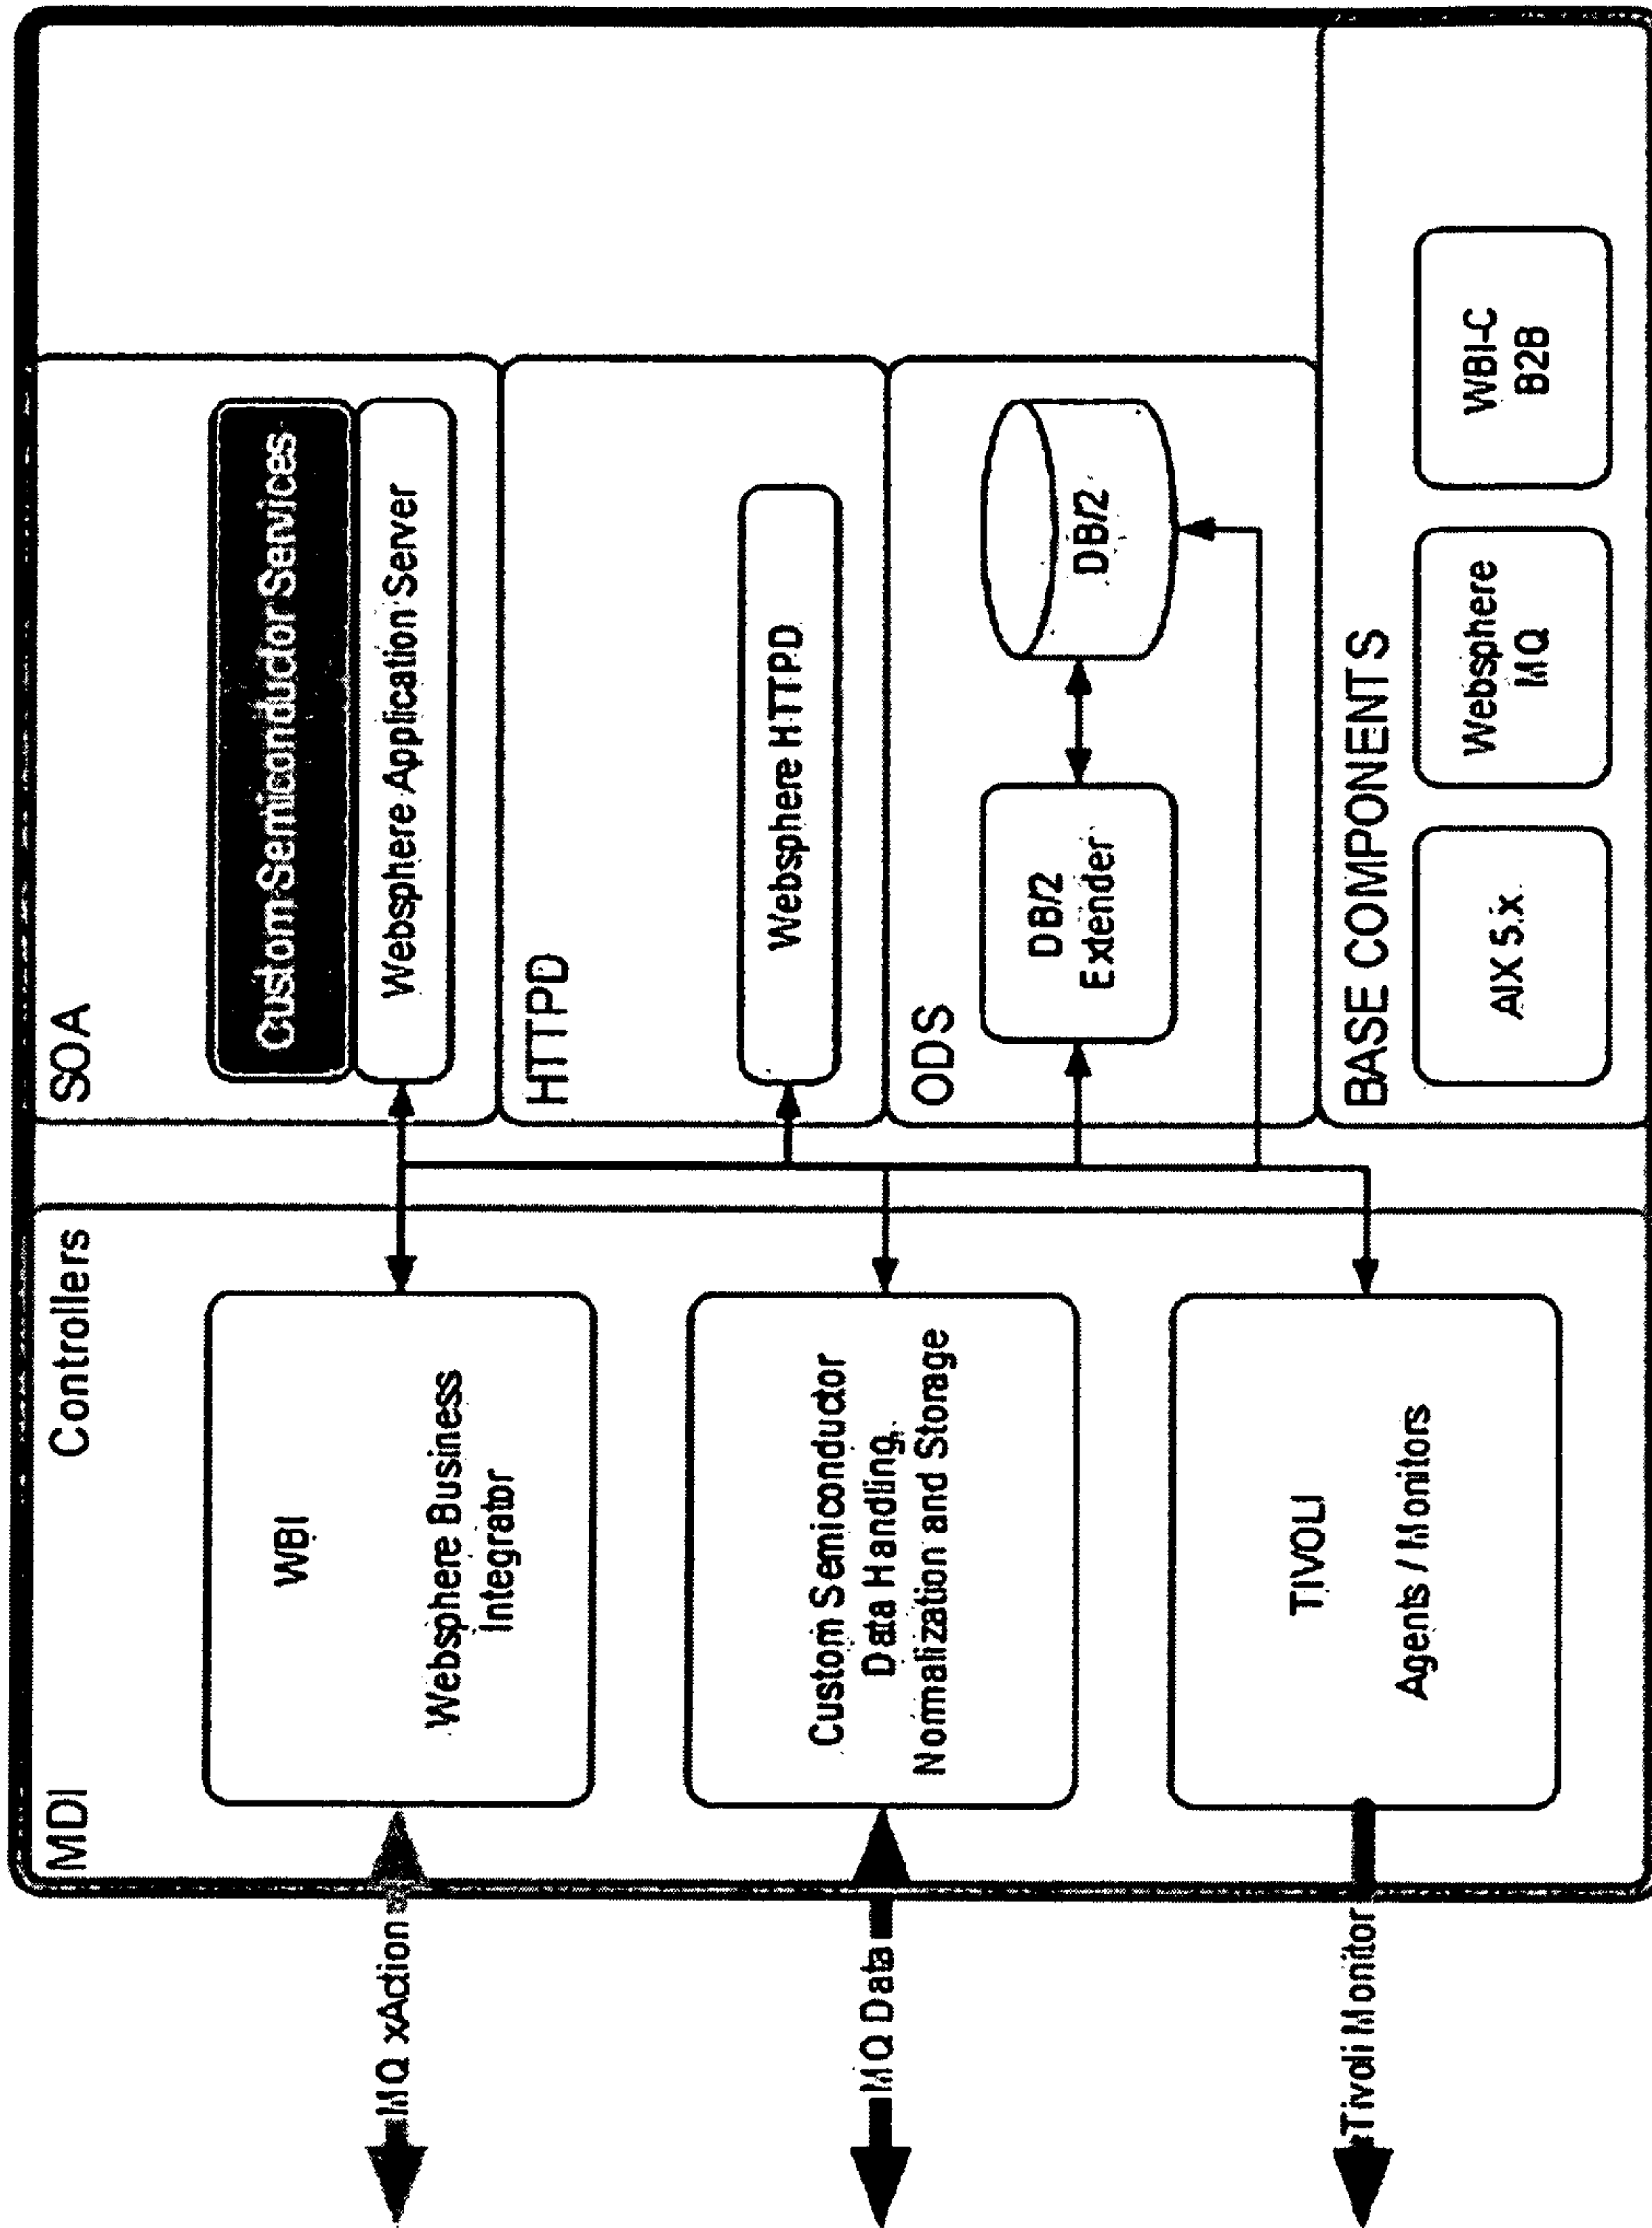 MDI
Controllers
MQ xAction
WBI
Websphere Business
Integrator
MQ Data
Custom Semiconductor
Data Handling,
Normalization and Storage
Tivoli Monitor
TIVOLI
Agents / Monitors
SOA
Custom Semiconductor Services
Websphere Application Server
HTTPD
Websphere HTTPD
ODS
DB/2
Extender
DB/2
BASE COMPONENTS
AIX 5.x
Websphere
MQ
WBI-C
B2B